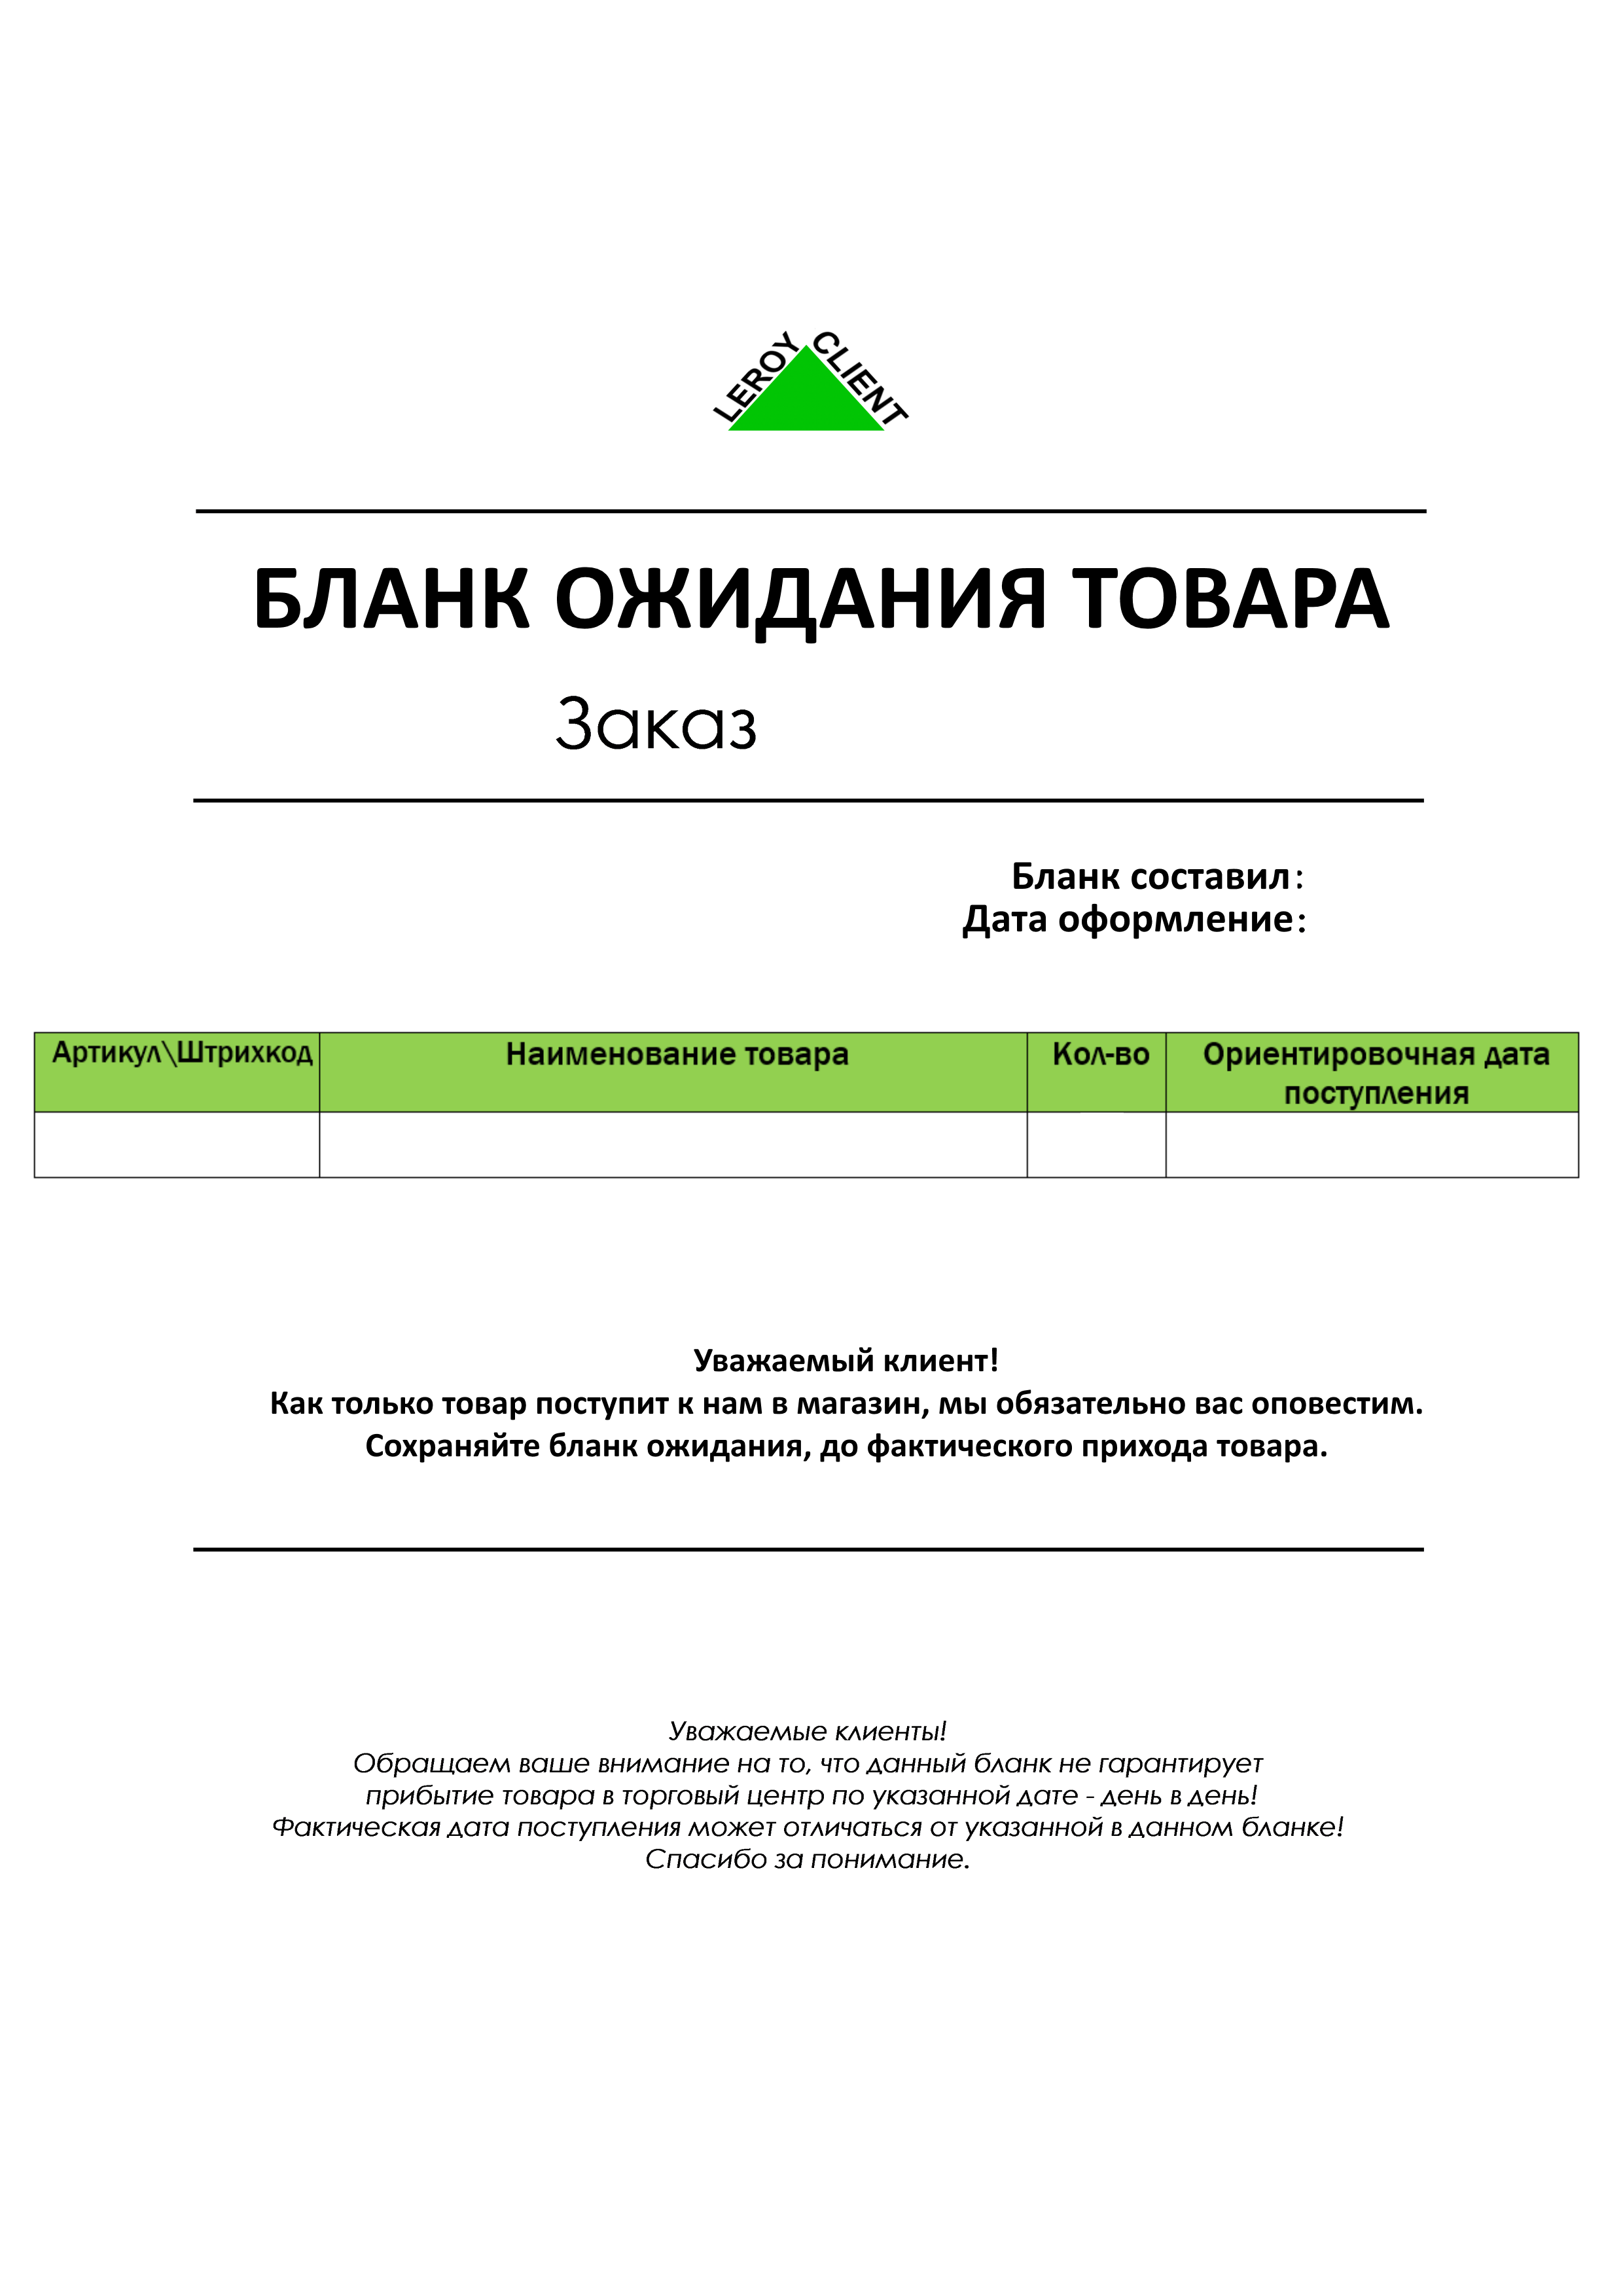 LEROY CLIENT
БЛАНК ОЖИДАНИЯ ТОВАРА
Заказ
Бланк составил:
Дата оформление:
Артикул\Штрихкод Наименование товара Кол-во Ориентировочная дата
поступления
Уважаемый клиент!
Как только товар поступит к нам в магазин, мы обязательно вас оповестим.
Сохраняйте бланк ожидания, до фактического прихода товара.
Уважаемые клиенты!
Обращаем ваше внимание на то, что данный бланк не гарантирует
прибытие товара в торговый центр по указанной дате - день в день!
Фактическая дата поступления может отличаться от указанной в данном бланке!
Спасибо за понимание.